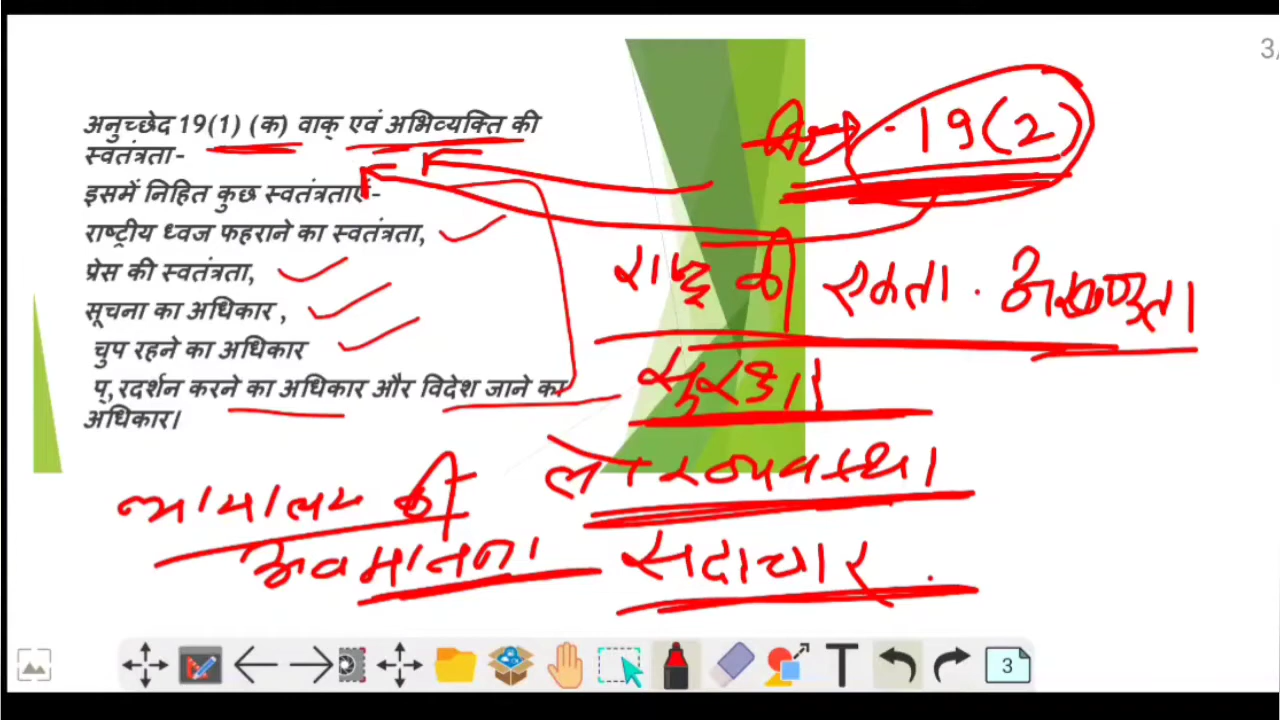 3/
अनुच्छेद 19(1) (क) वाक् एवं अभिव्यक्ति की
स्वतंत्रता-
इसमें निहित कुछ स्वतंत्रताएं-
राष्ट्रीय ध्वज फहराने का स्वतंत्रता,
प्रेस की स्वतंत्रता,
सूचना का अधिकार ,
चुप रहने का अधिकार
प्,रदर्शन करने का अधिकार और विदेश जाने का
अधिकार।
19(2)
राष्ट्र की एकता . अखण्डता
सुरक्षा
लोकव्यवस्था
सदाचार .
न्यायालय की
अवमानना
T
3